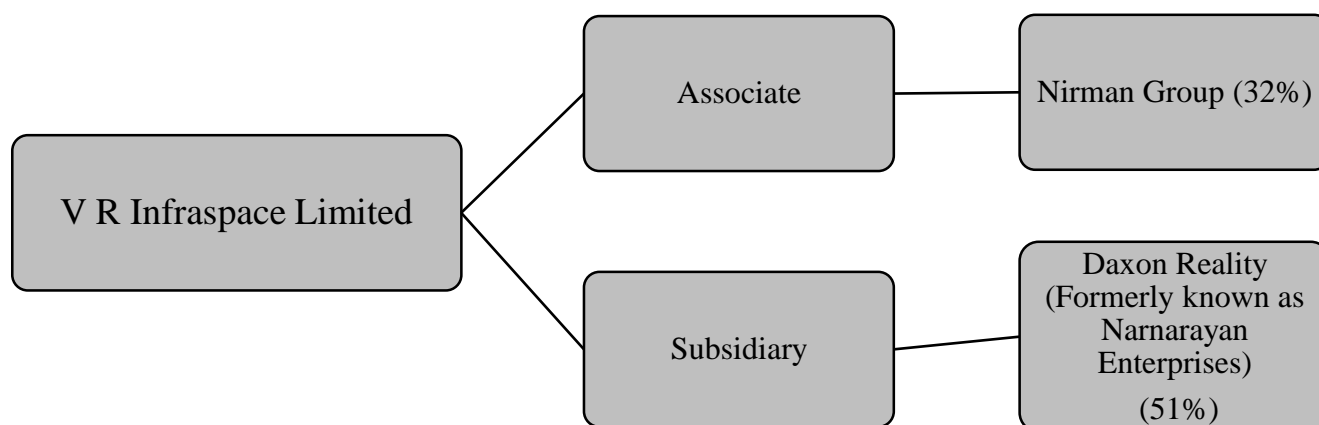 V R Infraspace Limited
Associate
Nirman Group (32%)
Subsidiary
Daxon Reality
(Formerly known as
Narnarayan
Enterprises)
(51%)